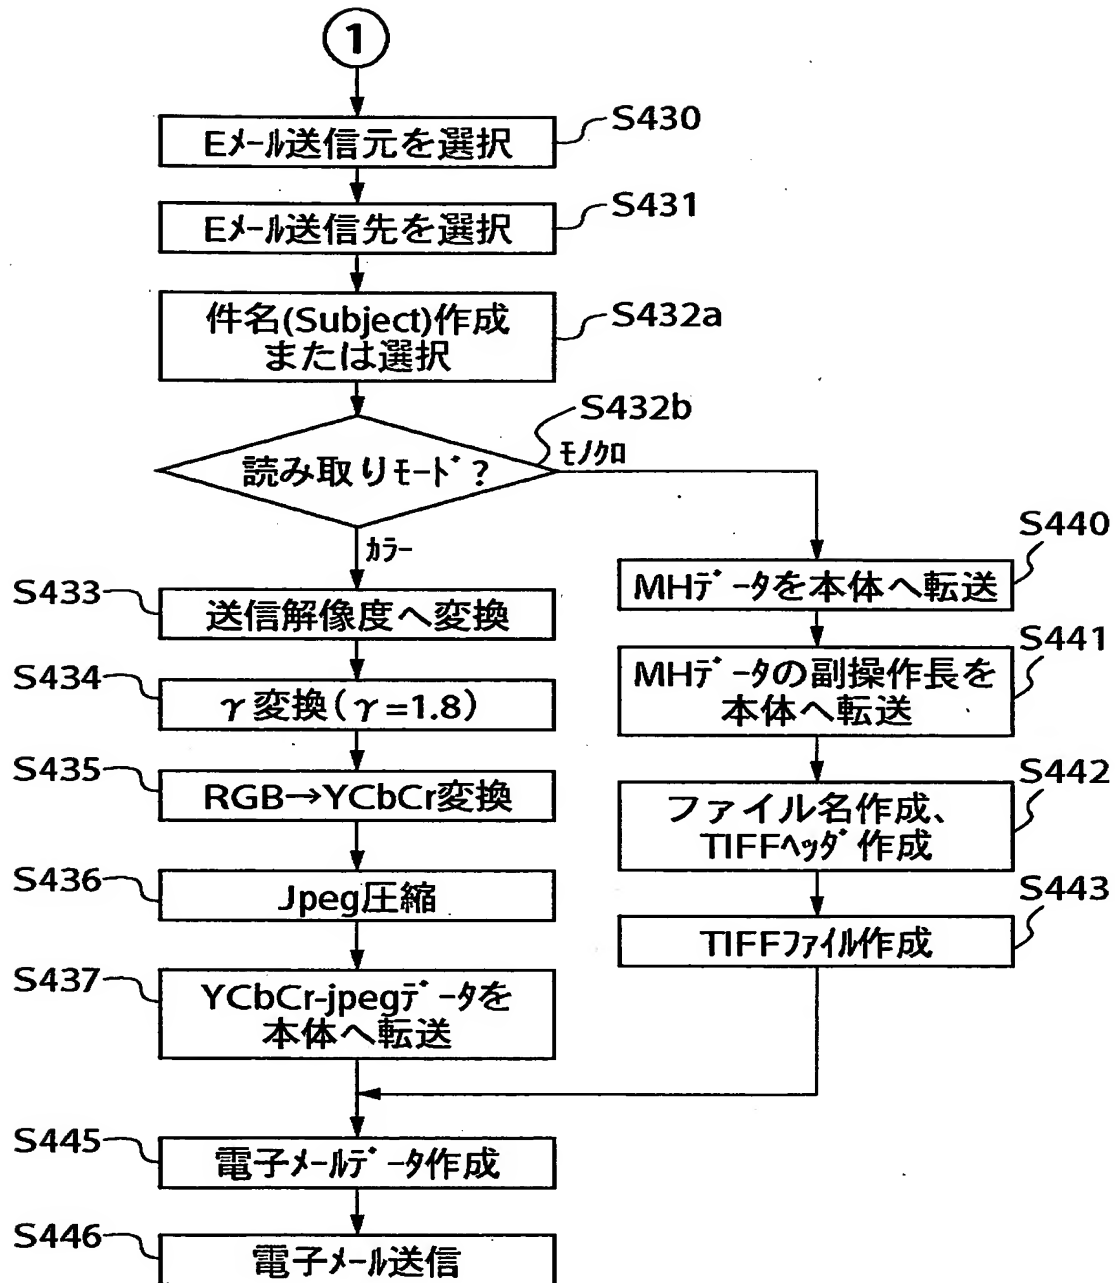 1
Eﾒｰﾙ送信元を選択
S430
Eﾒｰﾙ送信先を選択
S431
件名(Subject)作成
または選択
S432a
読み取りﾓｰﾄﾞ?
S432b
ﾓﾉｸﾛ
ｶﾗｰ
S433
送信解像度へ変換
S434
γ変換(γ=1.8)
S435
RGB→YCbCr変換
S436
Jpeg圧縮
S437
YCbCr-jpegﾃﾞｰﾀを
本体へ転送
S440
MHﾃﾞｰﾀを本体へ転送
S441
MHﾃﾞｰﾀの副操作長を
本体へ転送
S442
ファイル名作成、
TIFFﾍｯﾀﾞ作成
S443
TIFFﾌｧｲﾙ作成
S445
電子ﾒｰﾙﾃﾞｰﾀ作成
S446
電子ﾒｰﾙ送信